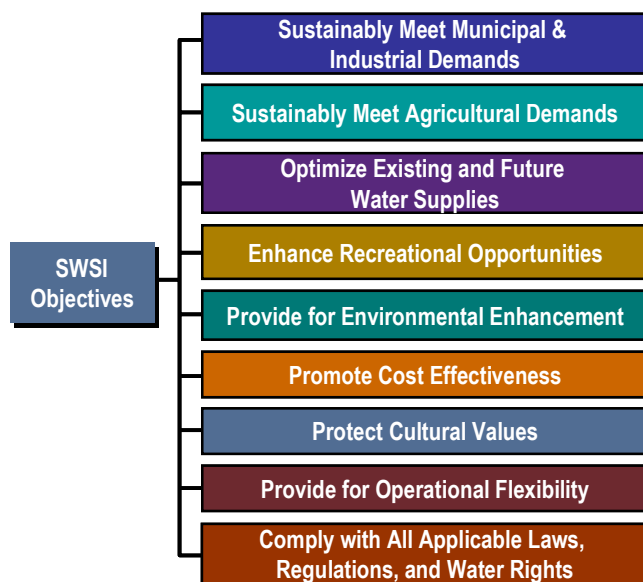 SWSI
Objectives
Sustainably Meet Municipal &
Industrial Demands
Sustainably Meet Agricultural Demands
Optimize Existing and Future
Water Supplies
Enhance Recreational Opportunities
Provide for Environmental Enhancement
Promote Cost Effectiveness
Protect Cultural Values
Provide for Operational Flexibility
Comply with All Applicable Laws,
Regulations, and Water Rights